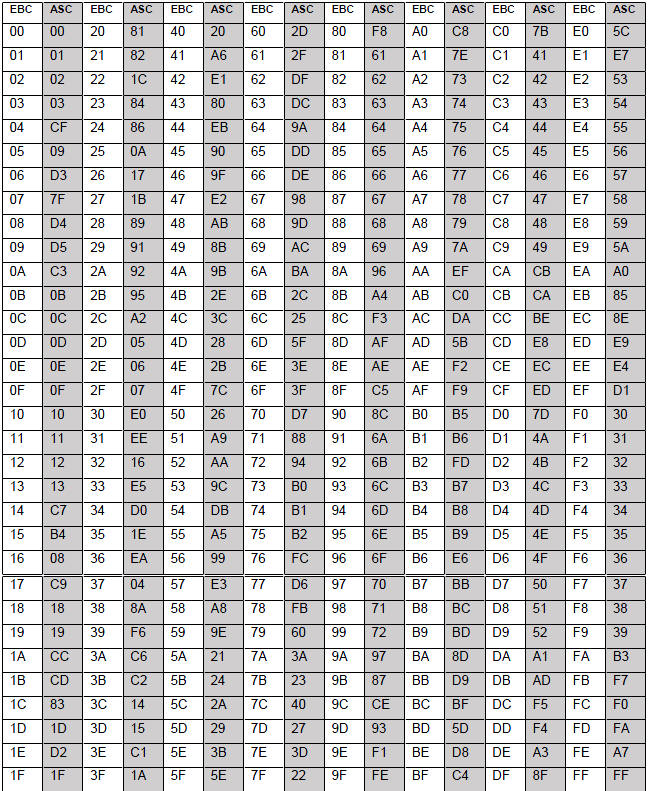 EBC ASC EBC ASC EBC ASC EBC ASC EBC ASC EBC ASC EBC ASC EBC ASC
00 00 20 81 40 20 60 2D 80 F8 A0 C8 C0 7B E0 5C
01 01 21 82 41 A6 61 2F 81 61 A1 7E C1 41 E1 E7
02 02 22 1C 42 E1 62 DF 82 62 A2 73 C2 42 E2 53
03 03 23 84 43 80 63 DC 83 63 A3 74 C3 43 E3 54
04 CF 24 86 44 EB 64 9A 84 64 A4 75 C4 44 E4 55
05 09 25 0A 45 90 65 DD 85 65 A5 76 C5 45 E5 56
06 D3 26 17 46 9F 66 DE 86 66 A6 77 C6 46 E6 57
07 7F 27 1B 47 E2 67 98 87 67 A7 78 C7 47 E7 58
08 D4 28 89 48 AB 68 9D 88 68 A8 79 C8 48 E8 59
09 D5 29 91 49 8B 69 AC 89 69 A9 7A C9 49 E9 5A
0A C3 2A 92 4A 9B 6A BA 8A 96 AA EF CA CB EA A0
0B 0B 2B 95 4B 2E 6B 2C 8B A4 AB C0 CB CA EB 85
0C 0C 2C A2 4C 3C 6C 25 8C F3 AC DA CC BE EC 8E
0D 0D 2D 05 4D 28 6D 5F 8D AF AD 5B CD E8 ED E9
0E 0E 2E 06 4E 2B 6E 3E 8E AE AE F2 CE EC EE E4
0F 0F 2F 07 4F 7C 6F 3F 8F C5 AF F9 CF ED EF D1
10 10 30 E0 50 26 70 D7 90 8C B0 B5 D0 7D F0 30
11 11 31 EE 51 A9 71 88 91 6A B1 B6 D1 4A F1 31
12 12 32 16 52 AA 72 94 92 6B B2 FD D2 4B F2 32
13 13 33 E5 53 9C 73 B0 93 6C B3 B7 D3 4C F3 33
14 C7 34 D0 54 DB 74 B1 94 6D B4 B8 D4 4D F4 34
15 B4 35 1E 55 A5 75 B2 95 6E B5 B9 D5 4E F5 35
16 08 36 EA 56 99 76 FC 96 6F B6 E6 D6 4F F6 36
17 C9 37 04 57 E3 77 D6 97 70 B7 BB D7 50 F7 37
18 18 38 8A 58 A8 78 FB 98 71 B8 BC D8 51 F8 38
19 19 39 F6 59 9E 79 60 99 72 B9 BD D9 52 F9 39
1A CC 3A C6 5A 21 7A 3A 9A 97 BA 8D DA A1 FA B3
1B CD 3B C2 5B 24 7B 23 9B 87 BB D9 DB AD FB F7
1C 83 3C 14 5C 2A 7C 40 9C CE BC BF DC F5 FC F0
1D 1D 3D 15 5D 29 7D 27 9D 93 BD 5D DD F4 FD FA
1E D2 3E C1 5E 3B 7E 3D 9E F1 BE D8 DE A3 FE A7
1F 1F 3F 1A 5F 5E 7F 22 9F FE BF C4 DF 8F FF FF